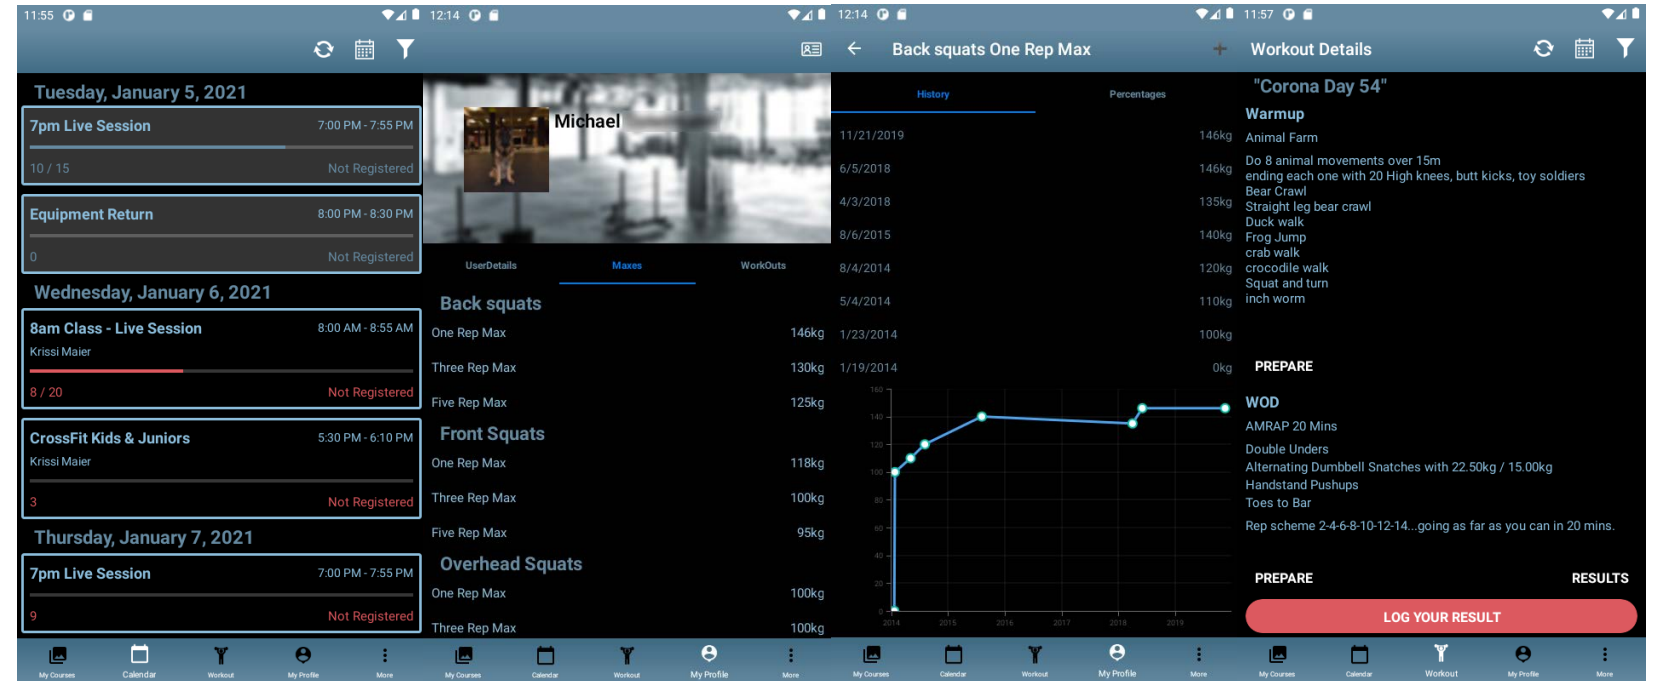 11:55
Tuesday, January 5, 2021
7pm Live Session 7:00 PM - 7:55 PM
10 / 15 Not Registered
Equipment Return 8:00 PM - 8:30 PM
0 Not Registered
Wednesday, January 6, 2021
8am Class - Live Session 8:00 AM - 8:55 AM
Krissi Maier
8 / 20 Not Registered
CrossFit Kids & Juniors 5:30 PM - 6:10 PM
Krissi Maier
3 Not Registered
Thursday, January 7, 2021
7pm Live Session 7:00 PM - 7:55 PM
9 Not Registered
My Courses Calendar Workout My Profile More
12:14
Michael
UserDetails Maxes WorkOuts
Back squats
One Rep Max 146kg
Three Rep Max 130kg
Five Rep Max 125kg
Front Squats
One Rep Max 118kg
Three Rep Max 100kg
Five Rep Max 95kg
Overhead Squats
One Rep Max 100kg
Three Rep Max 100kg
My Courses Calendar Workout My Profile More
12:14
Back squats One Rep Max
History Percentages
11/21/2019 146kg
6/5/2018 146kg
4/3/2018 135kg
8/6/2015 140kg
8/4/2014 120kg
5/4/2014 110kg
1/23/2014 100kg
1/19/2014 0kg
160
140
120
100
80
60
40
20
0
2014 2015 2016 2017 2018 2019
My Courses Calendar Workout My Profile More
11:57
Workout Details
"Corona Day 54"
Warmup
Animal Farm
Do 8 animal movements over 15m
ending each one with 20 High knees, butt kicks, toy soldiers
Bear Crawl
Straight leg bear crawl
Duck walk
Frog Jump
crab walk
crocodile walk
Squat and turn
inch worm
PREPARE
WOD
AMRAP 20 Mins
Double Unders
Alternating Dumbbell Snatches with 22.50kg / 15.00kg
Handstand Pushups
Toes to Bar
Rep scheme 2-4-6-8-10-12-14...going as far as you can in 20 mins.
PREPARE RESULTS
LOG YOUR RESULT
My Courses Calendar Workout My Profile More